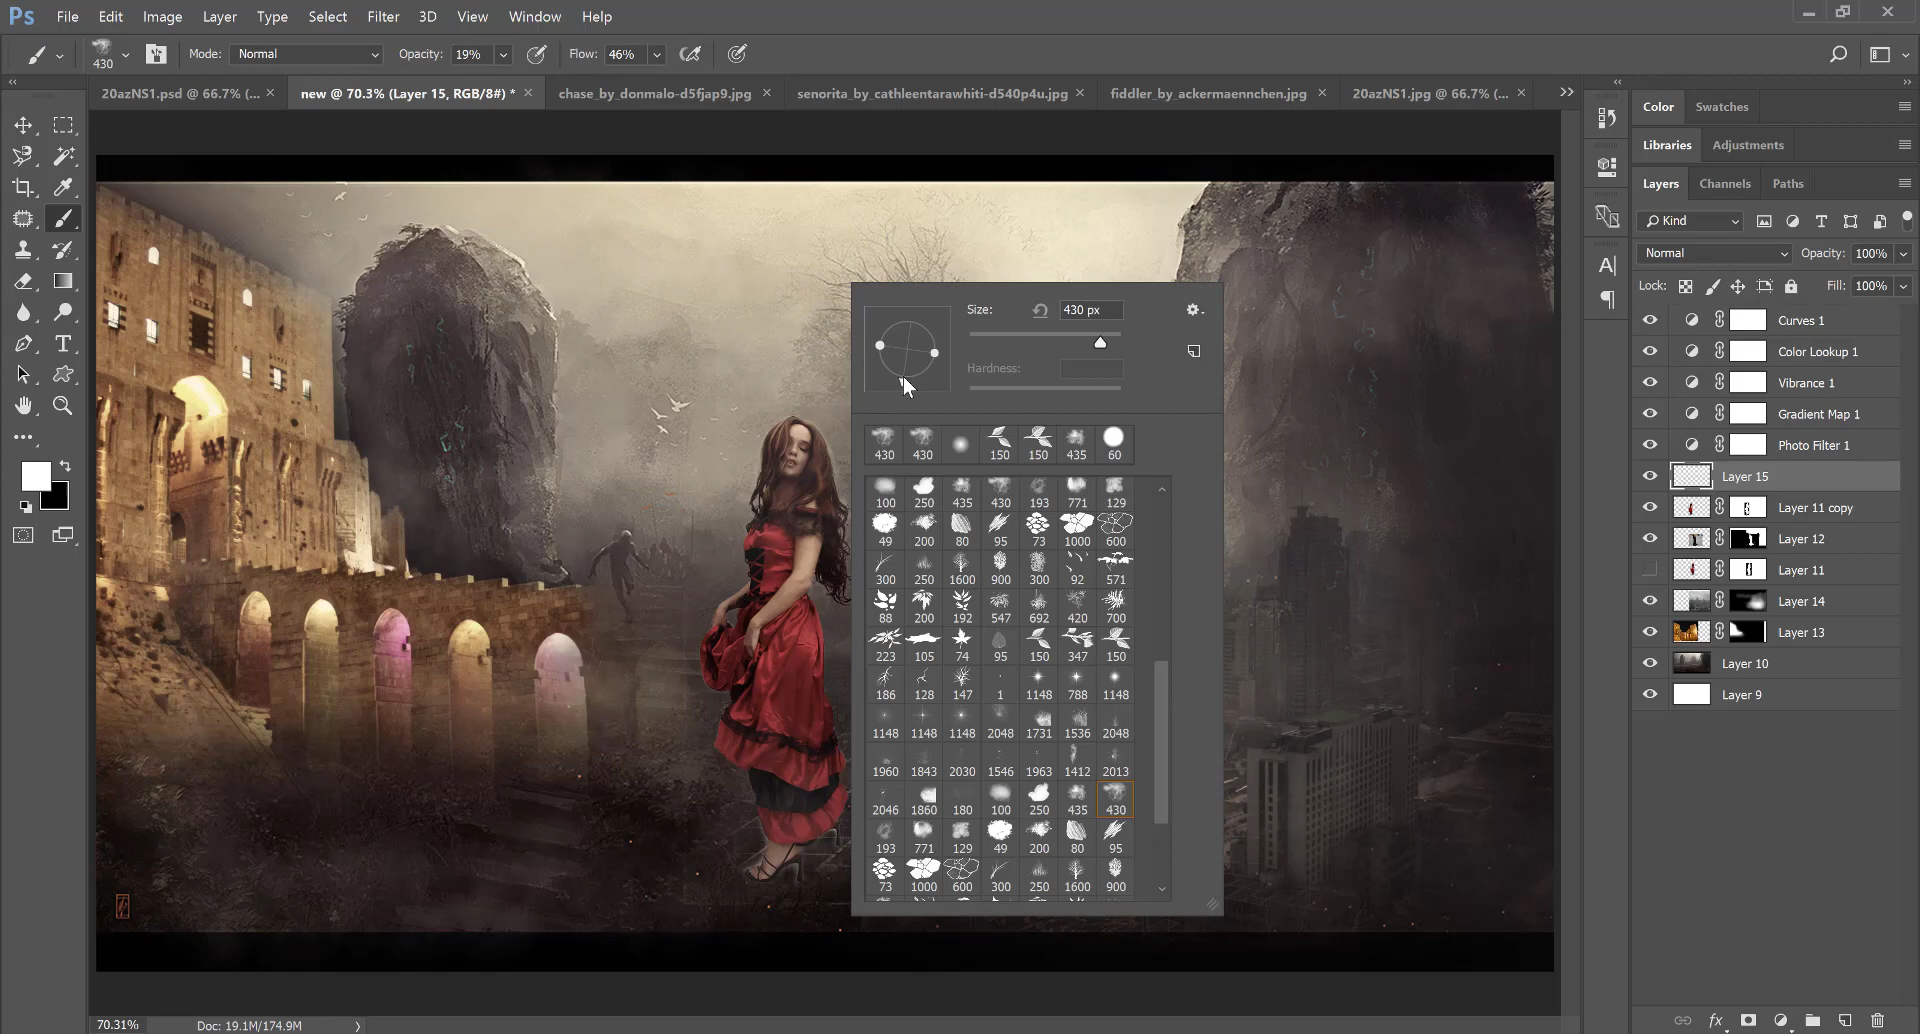 Ps File Edit Image Layer Type Select Filter 3D View Window Help
430 Mode: Normal Opacity: 19% Flow: 46%
20azNS1.psd @ 66.7% (... × new @ 70.3% (Layer 15, RGB/8#) * × chase_by_donmalo-d5fjap9.jpg × senorita_by_cathleentarawhiti-d540p4u.jpg × fiddler_by_ackermaennchen.jpg × 20azNS1.jpg @ 66.7% (... × >>
Color Swatches
Libraries Adjustments
Layers Channels Paths
Kind
Normal Opacity: 100%
Lock: Fill: 100%
Curves 1
Color Lookup 1
Vibrance 1
Gradient Map 1
Photo Filter 1
Layer 15
Layer 11 copy
Layer 12
Layer 11
Layer 14
Layer 13
Layer 10
Layer 9
Size: 430 px
Hardness:
430 430 150 150 435 60
100 250 435 430 193 771 129
49 200 80 95 73 1000 600
300 250 1600 900 300 92 571
88 200 192 547 692 420 700
223 105 74 95 150 347 150
186 128 147 1 1148 788 1148
1148 1148 1148 2048 1731 1536 2048
1960 1843 2030 1546 1963 1412 2013
2046 1860 180 100 250 435 430
193 771 129 49 200 80 95
73 1000 600 300 250 1600 900
70.31% Doc: 19.1M/174.9M
fx